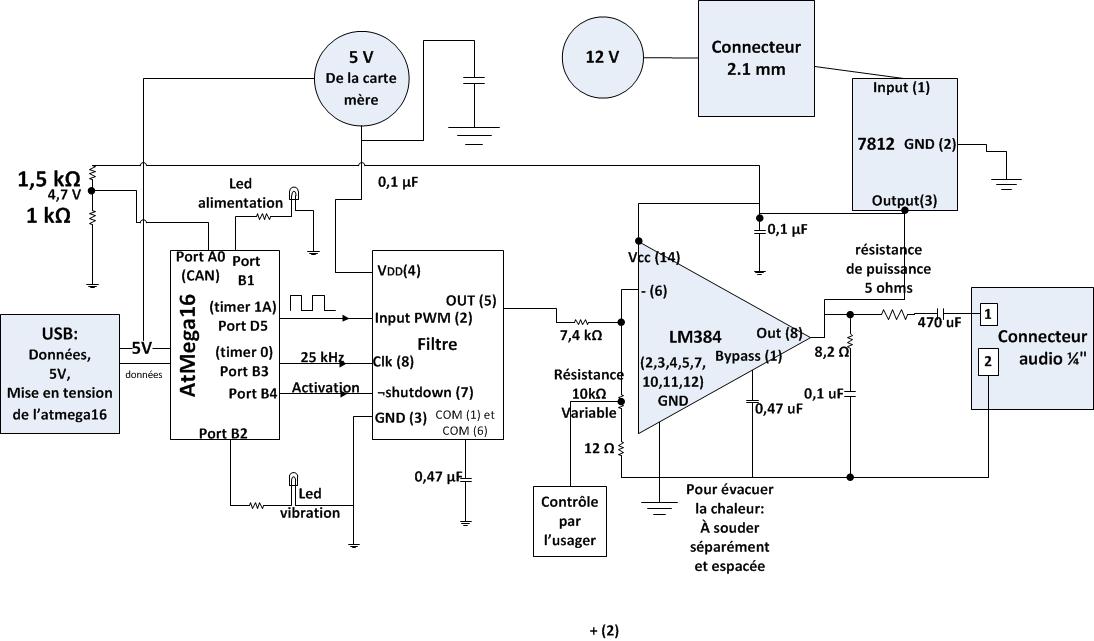 5 V
De la carte
mère
12 V
Connecteur
2.1 mm
Input (1)
7812
GND (2)
Output(3)
1,5 kΩ
4,7 V
1 kΩ
Led
alimentation
0,1 µF
0,1 µF
Port A0
(CAN)
Port
B1
(timer 1A)
Port D5
(timer 0)
Port B3
Port B4
Port B2
AtMega16
USB:
Données,
5V,
Mise en tension
de l’atmega16
5V
données
25 kHz
Activation
VDD(4)
OUT (5)
Input PWM (2)
Filtre
Clk (8)
¬shutdown (7)
GND (3)
COM (1) et
COM (6)
0,47 µF
Led
vibration
7,4 kΩ
Résistance
10kΩ
Variable
12 Ω
Contrôle
par
l’usager
Vcc (14)
- (6)
LM384
Out (8)
Bypass (1)
(2,3,4,5,7,
10,11,12)
GND
0,47 uF
résistance
de puissance
5 ohms
8,2 Ω
0,1 uF
470 uF
1
2
Connecteur
audio ¼"
Pour évacuer
la chaleur:
À souder
séparément
et espacée
+ (2)